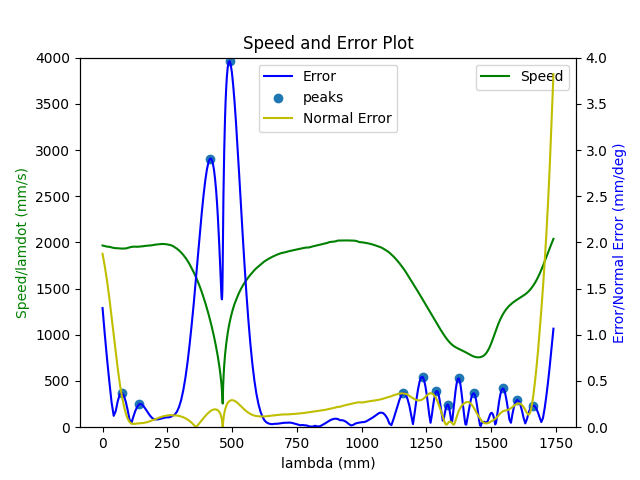 Speed and Error Plot
Error
peaks
Normal Error
Speed
4000
3500
3000
2500
2000
1500
1000
500
0
Speed/lamdot (mm/s)
4.0
3.5
3.0
2.5
2.0
1.5
1.0
0.5
0.0
Error/Normal Error (mm/deg)
0 250 500 750 1000 1250 1500 1750
lambda (mm)